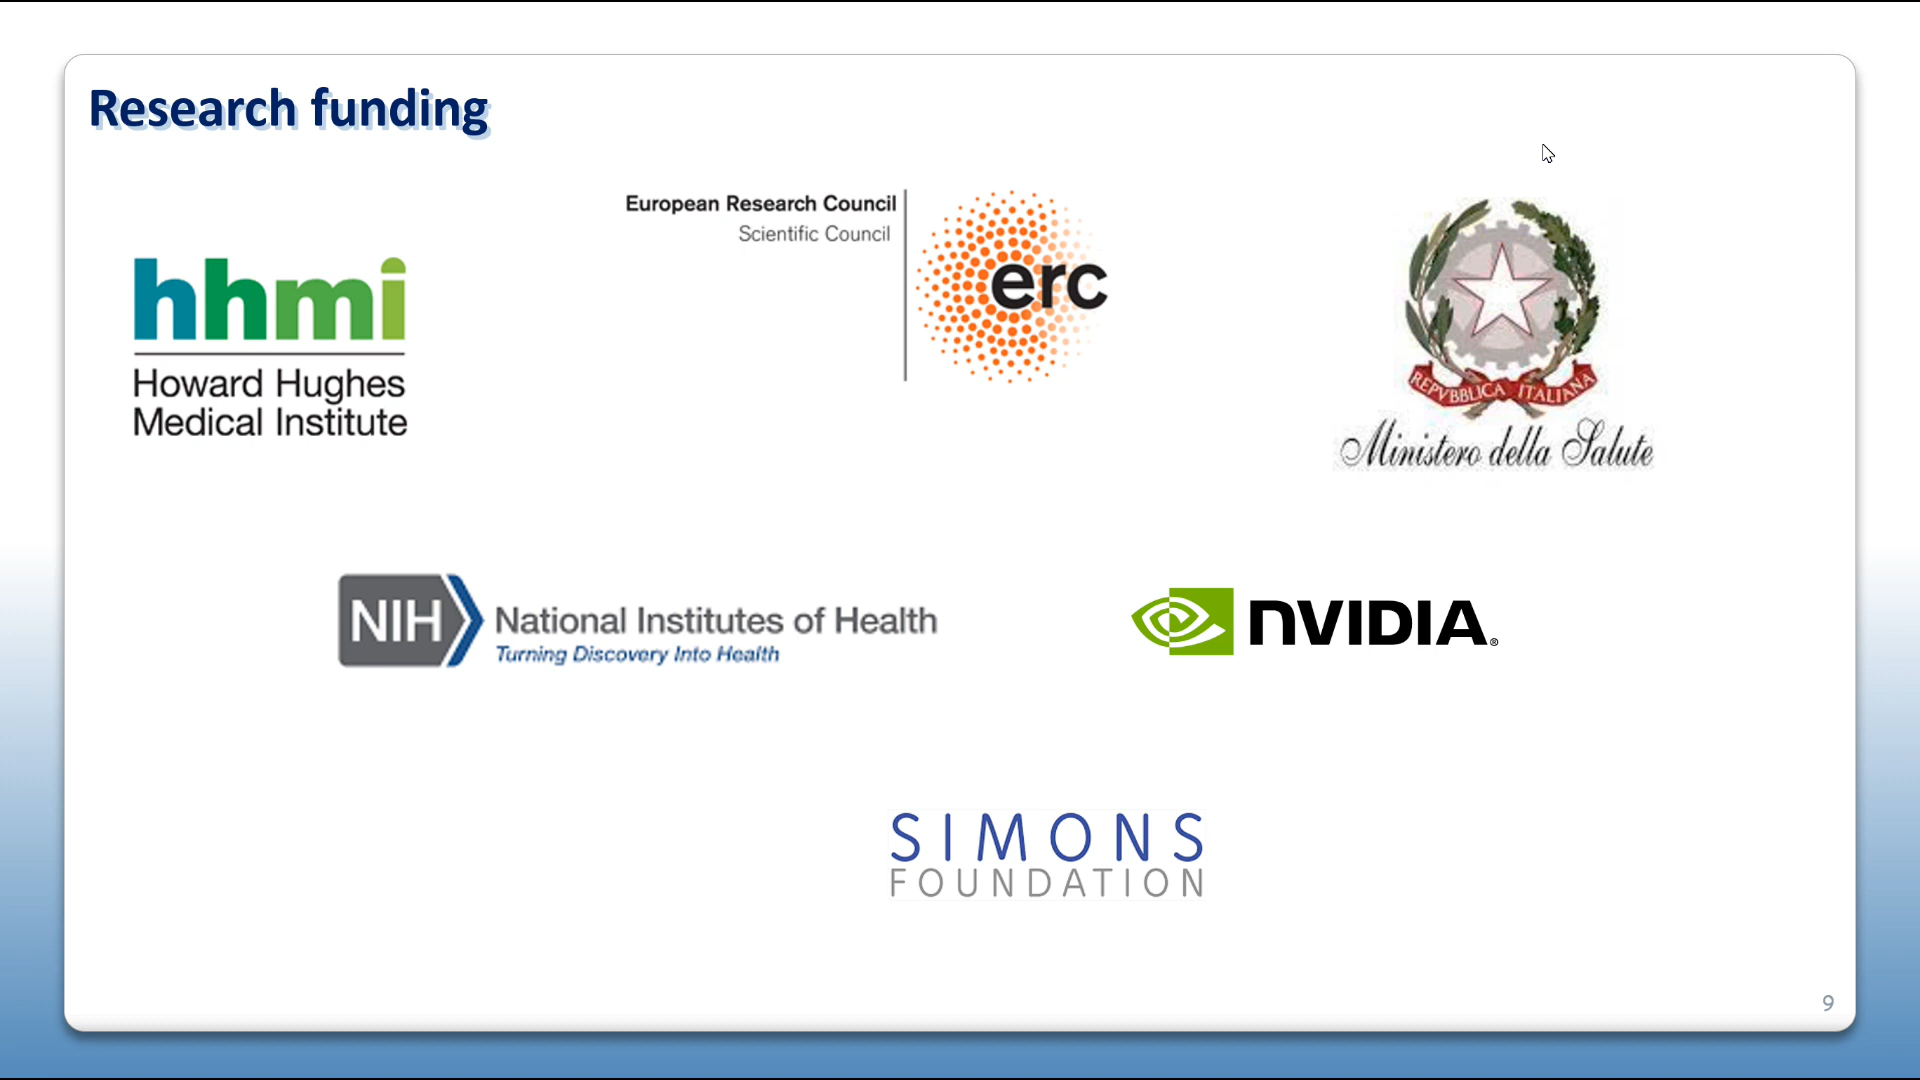 Research funding
hhmi
Howard Hughes
Medical Institute
European Research Council
Scientific Council
erc
REPVBBLICA ITALIANA
Ministero della Salute
NIH
National Institutes of Health
Turning Discovery Into Health
NVIDIA®
SIMONS
FOUNDATION
9